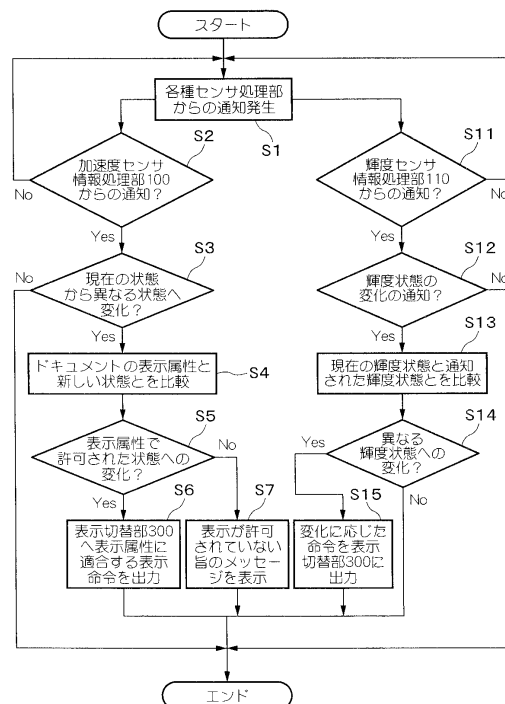 スタート
各種センサ処理部
からの通知発生
S1
S2
加速度センサ
情報処理部100
からの通知?
No
Yes
S3
現在の状態
から異なる状態へ
変化?
No
Yes
ドキュメントの表示属性と
新しい状態とを比較
S4
S5
表示属性で
許可された状態への
変化?
No
Yes
S6
表示切替部300
へ表示属性に
適合する表示
命令を出力
S7
表示が許可
されていない
旨のメッセージ
を表示
S11
輝度センサ
情報処理部110
からの通知?
No
Yes
S12
輝度状態の
変化の通知?
No
Yes
S13
現在の輝度状態と通知
された輝度状態とを比較
S14
異なる
輝度状態への
変化?
Yes
No
S15
変化に応じた
命令を表示
切替部300に
出力
エンド